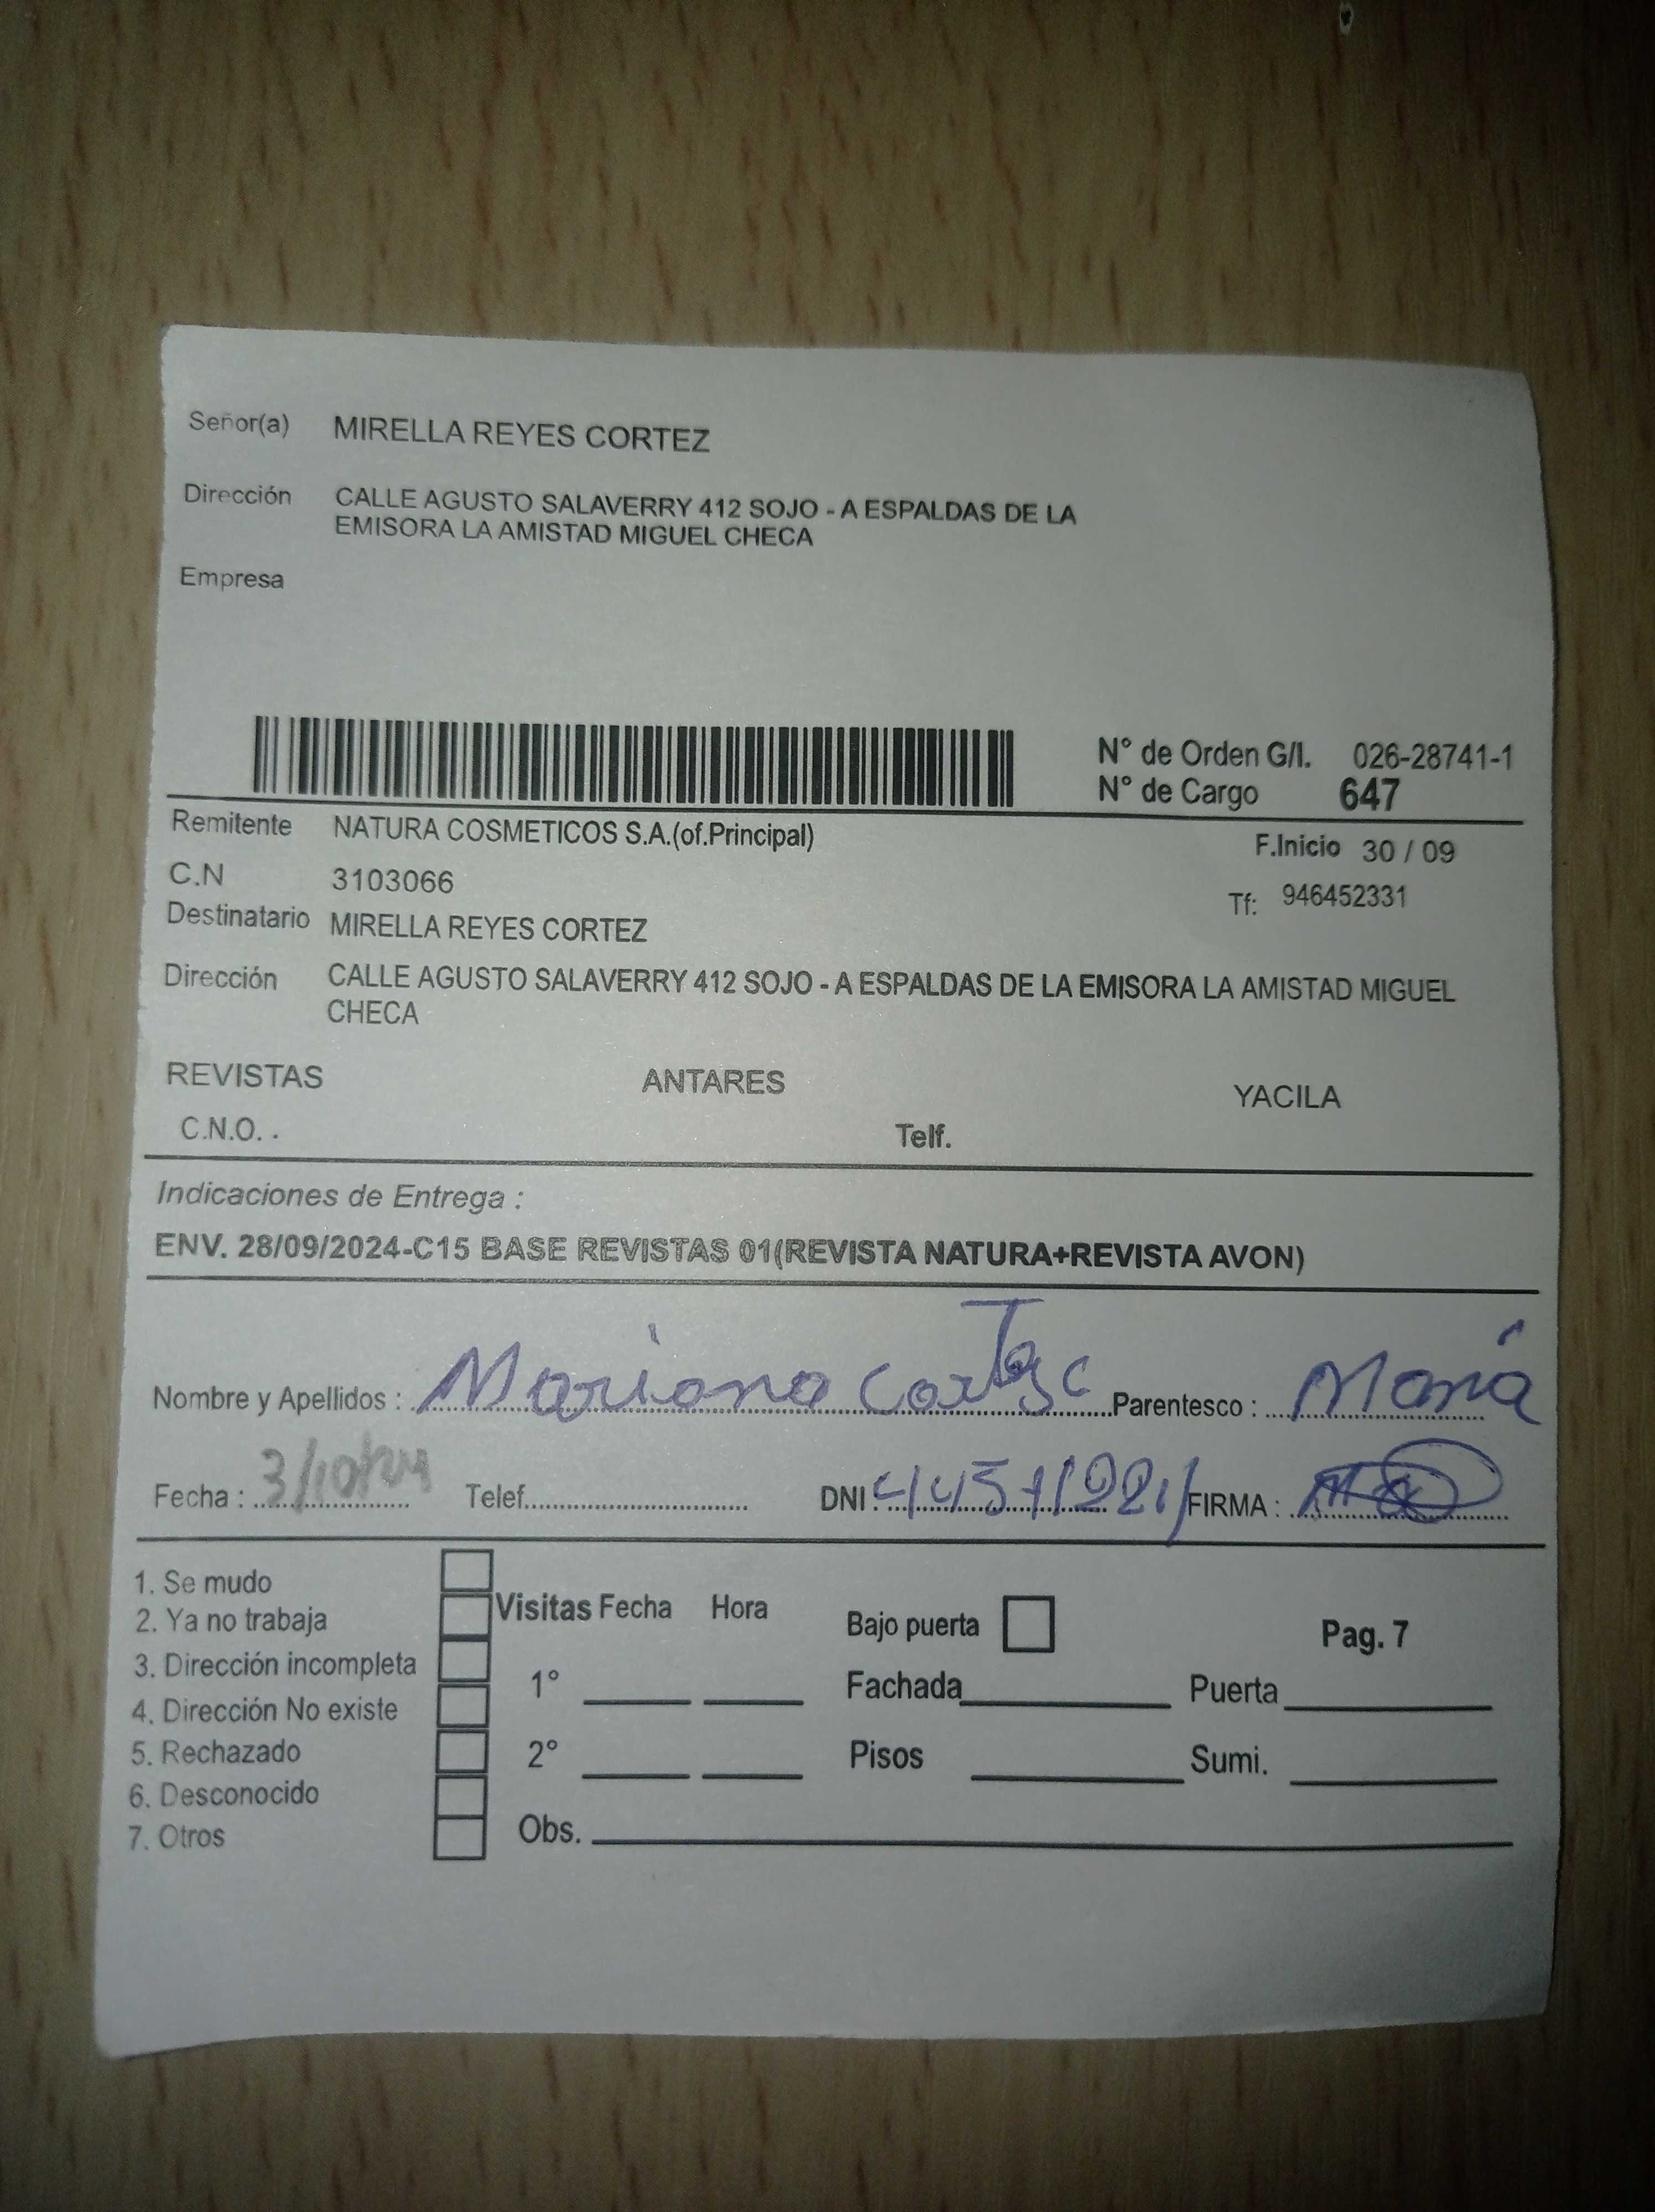 Señor(a) MIRELLA REYES CORTEZ
Dirección CALLE AGUSTO SALAVERRY 412 SOJO - A ESPALDAS DE LA
EMISORA LA AMISTAD MIGUEL CHECA
Empresa
N° de Orden G/I. 026-28741-1
N° de Cargo 647
Remitente NATURA COSMETICOS S.A.(of.Principal) F.Inicio 30 / 09
C.N 3103066 Tf: 946452331
Destinatario MIRELLA REYES CORTEZ
Dirección CALLE AGUSTO SALAVERRY 412 SOJO - A ESPALDAS DE LA EMISORA LA AMISTAD MIGUEL
CHECA
REVISTAS ANTARES YACILA
C.N.O. . Telf.
Indicaciones de Entrega :
ENV. 28/09/2024-C15 BASE REVISTAS 01(REVISTA NATURA+REVISTA AVON)
Nombre y Apellidos : Mariana Parentesco :
Fecha : 3/10/24 Telef. DNI : FIRMA :
1. Se mudo
2. Ya no trabaja Visitas Fecha Hora Bajo puerta Pag. 7
3. Dirección incompleta
1° Fachada Puerta
4. Dirección No existe
5. Rechazado 2° Pisos Sumi.
6. Desconocido
7. Otros Obs.